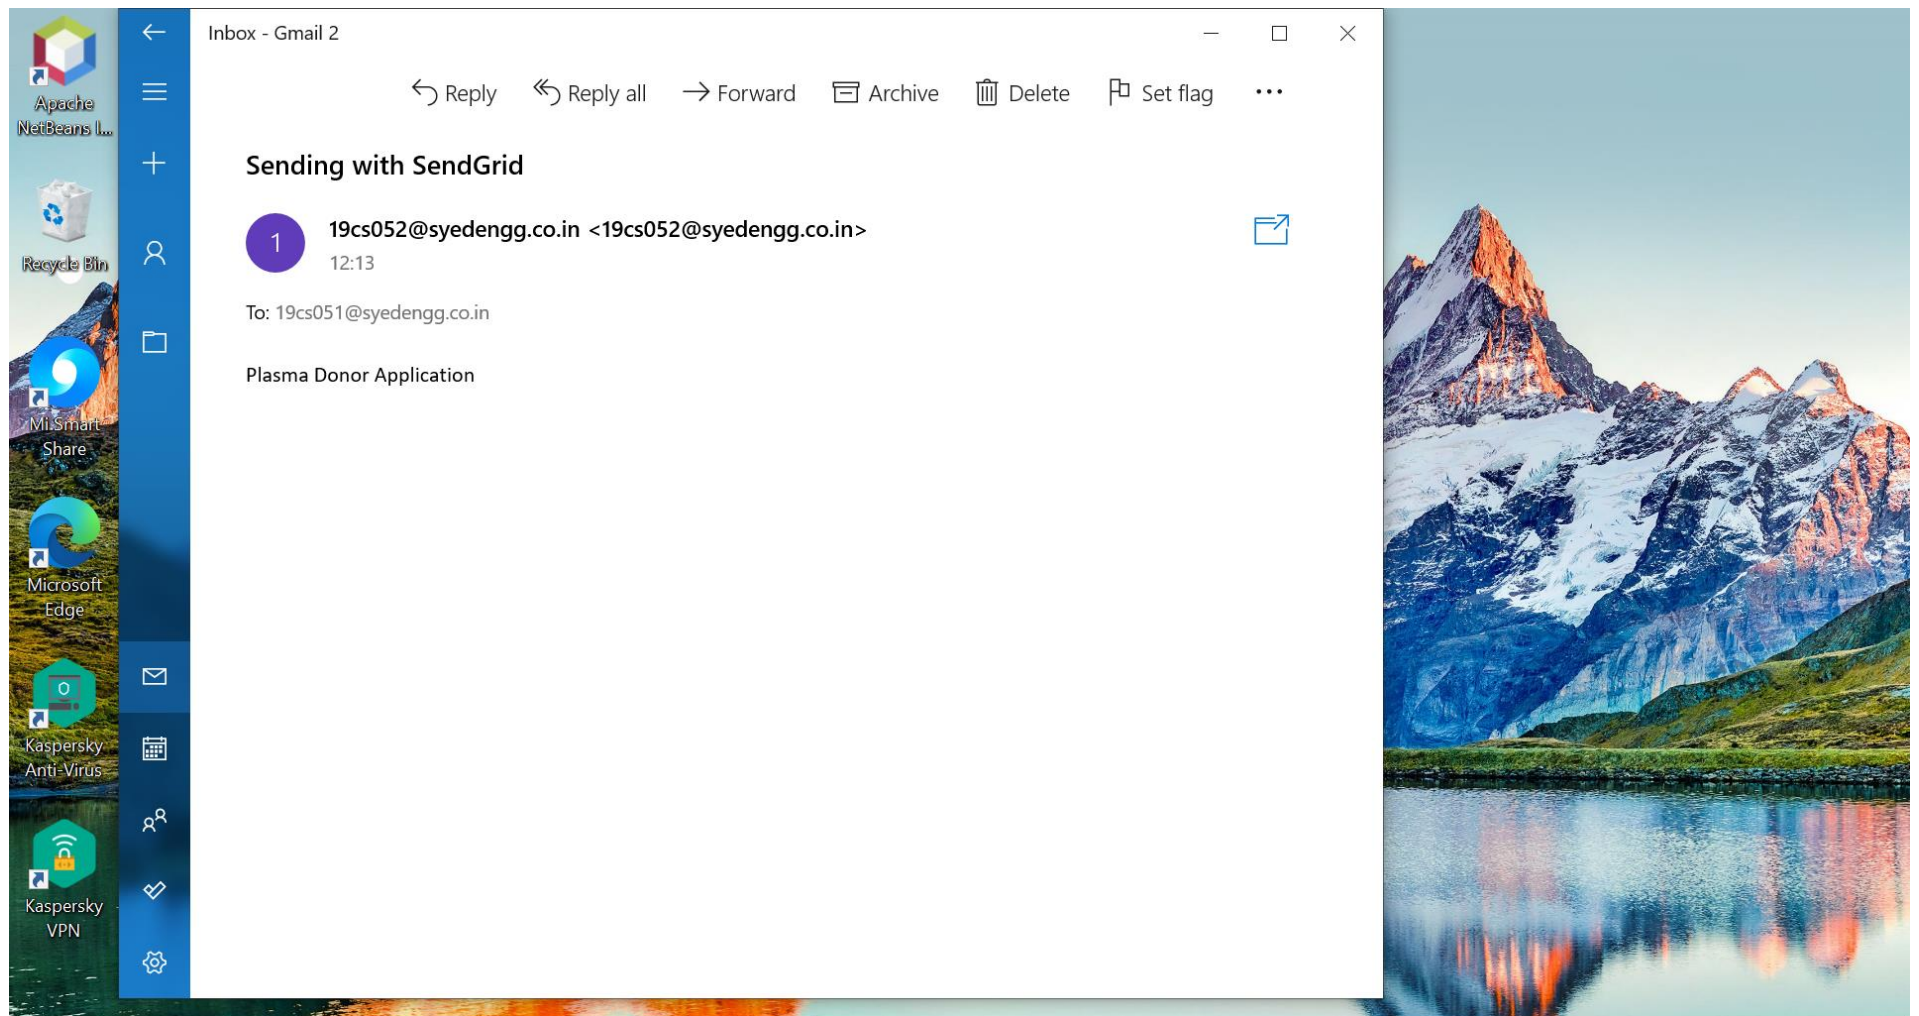 Inbox - Gmail 2
Reply Reply all Forward Archive Delete Set flag ...
Sending with SendGrid
1
19cs052@syedengg.co.in <19cs052@syedengg.co.in>
12:13
To: 19cs051@syedengg.co.in
Plasma Donor Application
Apache
NetBeans I...
Recycle Bin
Mi Smart
Share
Microsoft
Edge
Kaspersky
Anti-Virus
Kaspersky
VPN